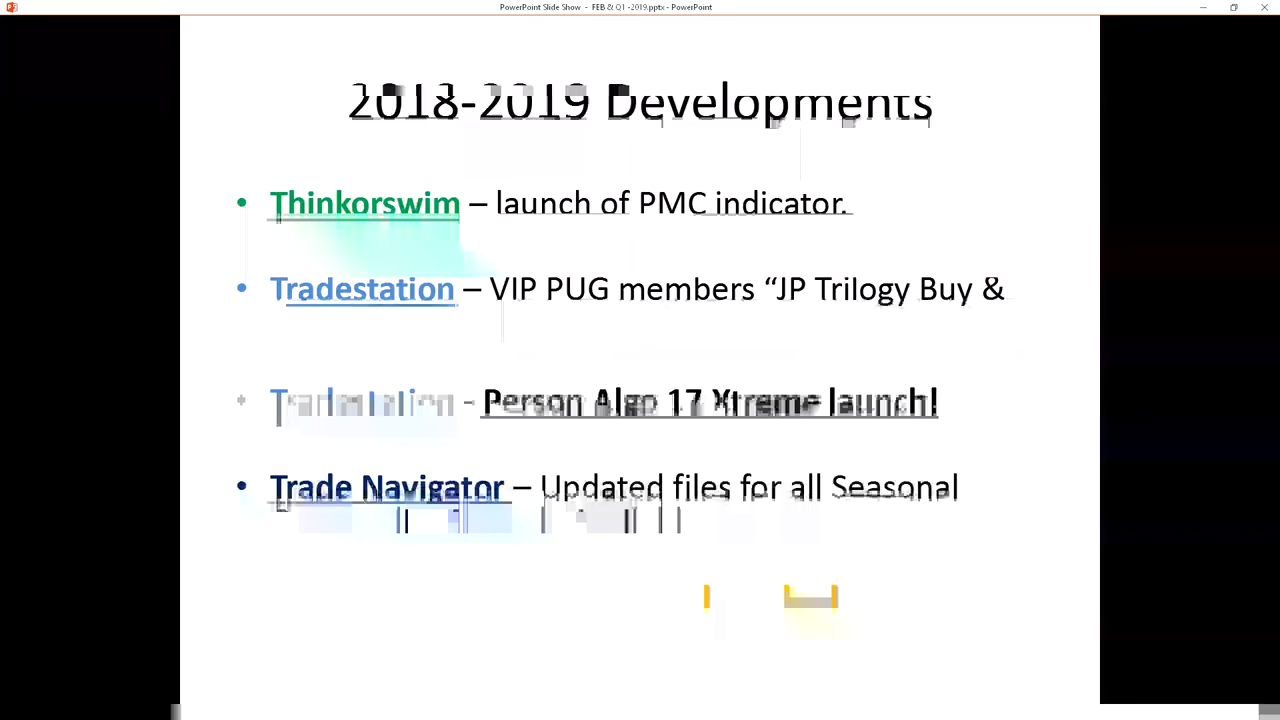 PowerPoint Slide Show - FEB & Q1 -2019.pptx - PowerPoint
2018-2019 Developments
• Thinkorswim – launch of PMC indicator.
• Tradestation – VIP PUG members “JP Trilogy Buy &
• Tradestation - Person Algo 17 Xtreme launch!
• Trade Navigator – Updated files for all Seasonal